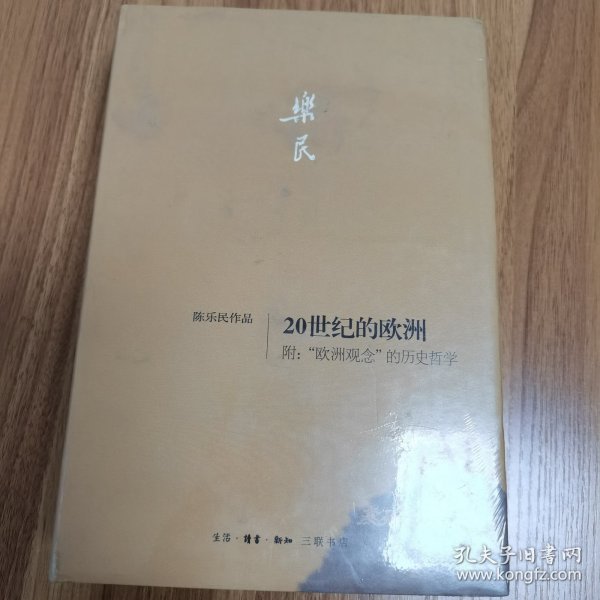 樂
民
陈乐民作品
20世纪的欧洲
附：“欧洲观念”的历史哲学
生活·讀書·新知 三联书店
孔夫子旧书网
www.kongfz.com